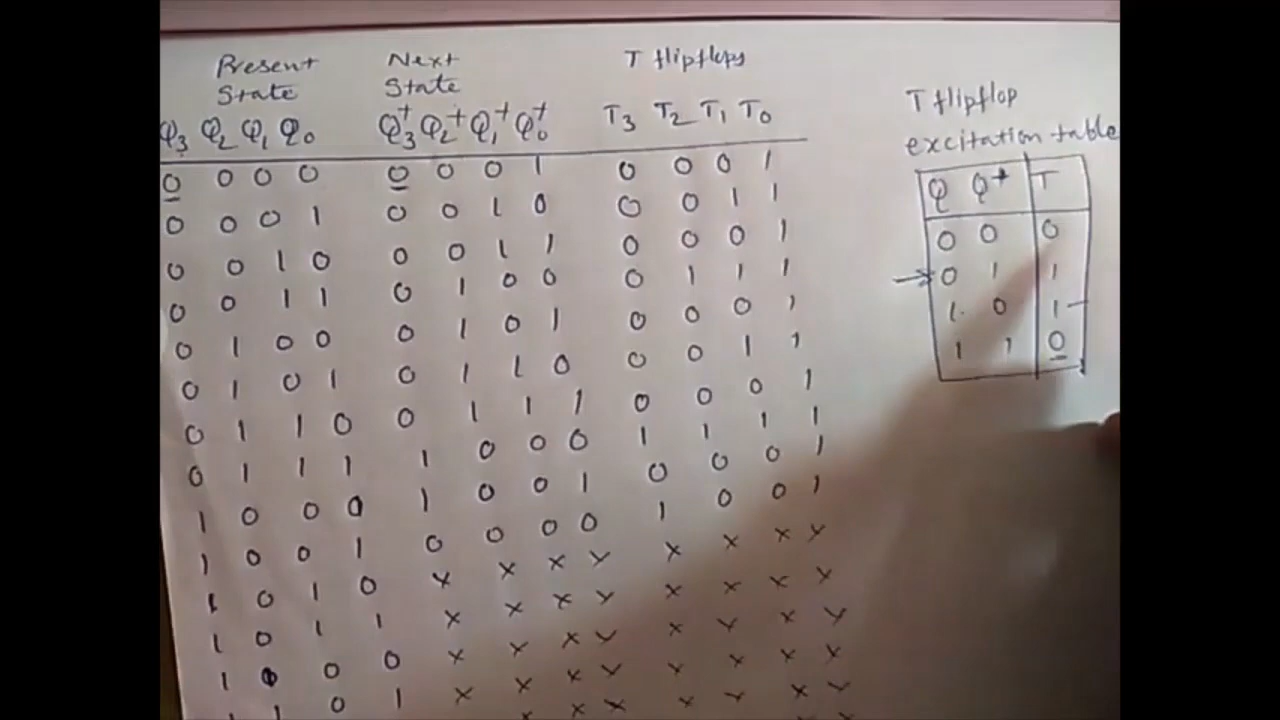 Present State
Next State
T flipflops
Q3 Q2 Q1 Q0 Q3+ Q2+ Q1+ Q0+ T3 T2 T1 T0
0 0 0 0 0 0 0 1 0 0 0 1
0 0 0 1 0 0 1 0 0 0 1 1
0 0 1 0 0 0 1 1 0 0 0 1
0 0 1 1 0 1 0 0 0 1 1 1
0 1 0 0 0 1 0 1 0 0 0 1
0 1 0 1 0 1 1 0 0 0 1 1
0 1 1 0 0 1 1 1 0 0 0 1
0 1 1 1 1 0 0 0 1 1 1 1
1 0 0 0 1 0 0 1 0 0 0 1
1 0 0 1 0 0 0 0 1 0 0 1
1 0 1 0 x x x x x x x x
1 0 1 1 x x x x x x x x
1 1 0 0 x x x x x x x x
1 1 0 1 x x x x x x x x
T flipflop
excitation table
Q Q+ T
0 0 0
→ 0 1 1
1 0 1
1 1 0